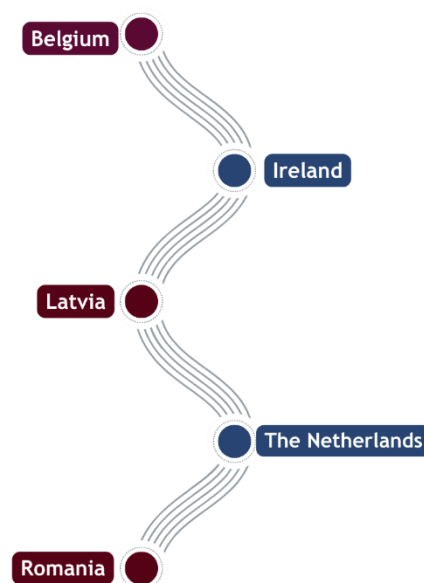 Belgium
Ireland
Latvia
The Netherlands
Romania